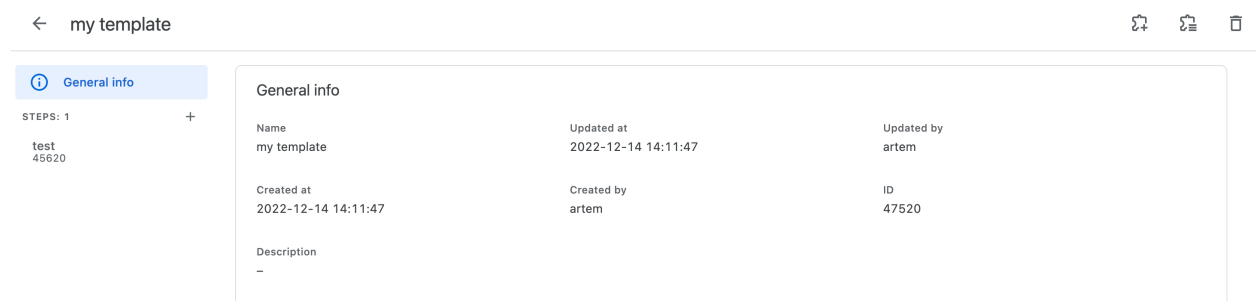 my template
General info
STEPS: 1
test
45620
General info
Name
my template
Updated at
2022-12-14 14:11:47
Updated by
artem
Created at
2022-12-14 14:11:47
Created by
artem
ID
47520
Description
–